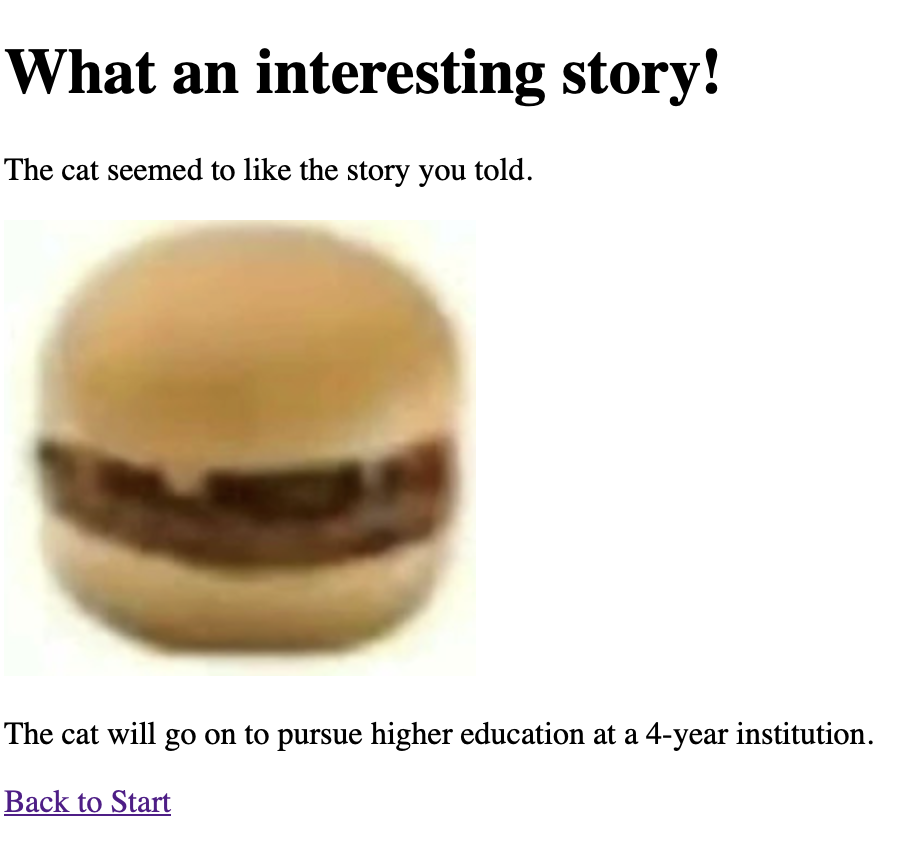 What an interesting story!
The cat seemed to like the story you told.
The cat will go on to pursue higher education at a 4-year institution.
Back to Start